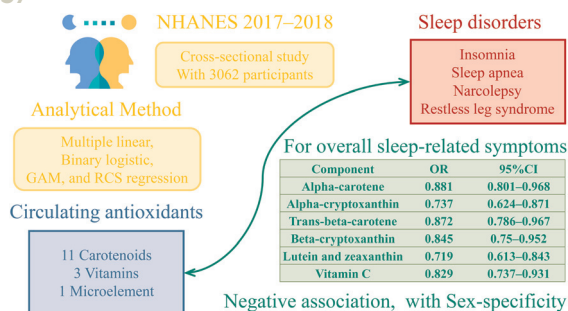 NHANES 2017–2018
Cross-sectional study
With 3062 participants
Sleep disorders
Insomnia
Sleep apnea
Narcolepsy
Restless leg syndrome
Analytical Method
Multiple linear,
Binary logistic,
GAM, and RCS regression
Circulating antioxidants
11 Carotenoids
3 Vitamins
1 Microelement
For overall sleep-related symptoms
Component OR 95%CI
Alpha-carotene 0.881 0.801–0.968
Alpha-cryptoxanthin 0.737 0.624–0.871
Trans-beta-carotene 0.872 0.786–0.967
Beta-cryptoxanthin 0.845 0.75–0.952
Lutein and zeaxanthin 0.719 0.613–0.843
Vitamin C 0.829 0.737–0.931
Negative association, with Sex-specificity